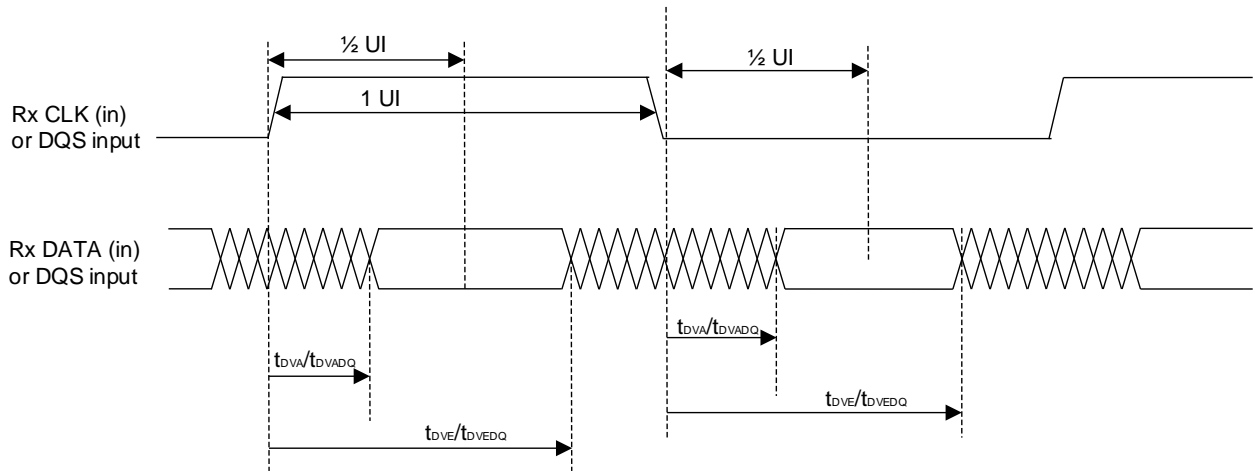 ½ UI
½ UI
1 UI
Rx CLK (in)
or DQS input
Rx DATA (in)
or DQS input
tDVA/tDVADQ
tDVA/tDVADQ
tDVE/tDVEDQ
tDVE/tDVEDQ